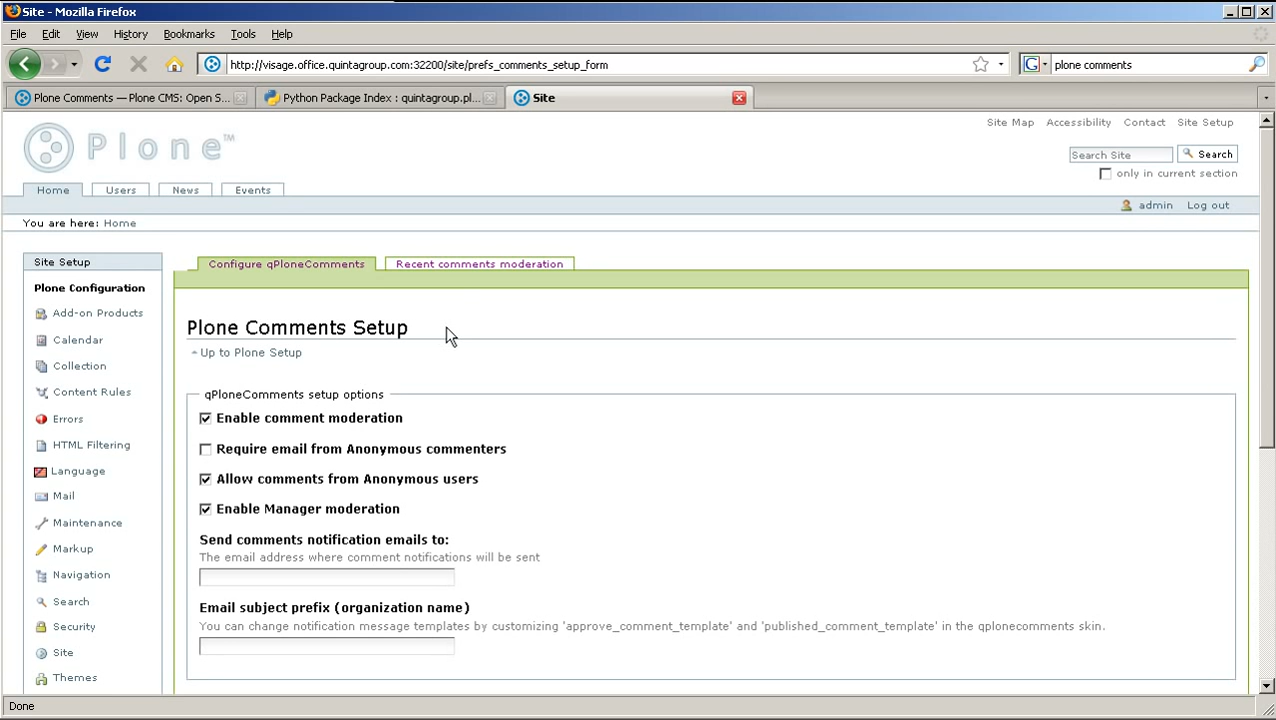 Site - Mozilla Firefox
File Edit View History Bookmarks Tools Help
http://visage.office.quintagroup.com:32200/site/prefs_comments_setup_form
G plone comments
Plone Comments — Plone CMS: Open S...
Python Package Index : quintagroup.pl...
Site
Site Map Accessibility Contact Site Setup
Plone™
Search Site Search
only in current section
Home Users News Events
admin Log out
You are here: Home
Site Setup
Plone Configuration
Add-on Products
Calendar
Collection
Content Rules
Errors
HTML Filtering
Language
Mail
Maintenance
Markup
Navigation
Search
Security
Site
Themes
Configure qPloneComments Recent comments moderation
Plone Comments Setup
Up to Plone Setup
qPloneComments setup options
Enable comment moderation
Require email from Anonymous commenters
Allow comments from Anonymous users
Enable Manager moderation
Send comments notification emails to:
The email address where comment notifications will be sent
Email subject prefix (organization name)
You can change notification message templates by customizing 'approve_comment_template' and 'published_comment_template' in the qplonecomments skin.
Done